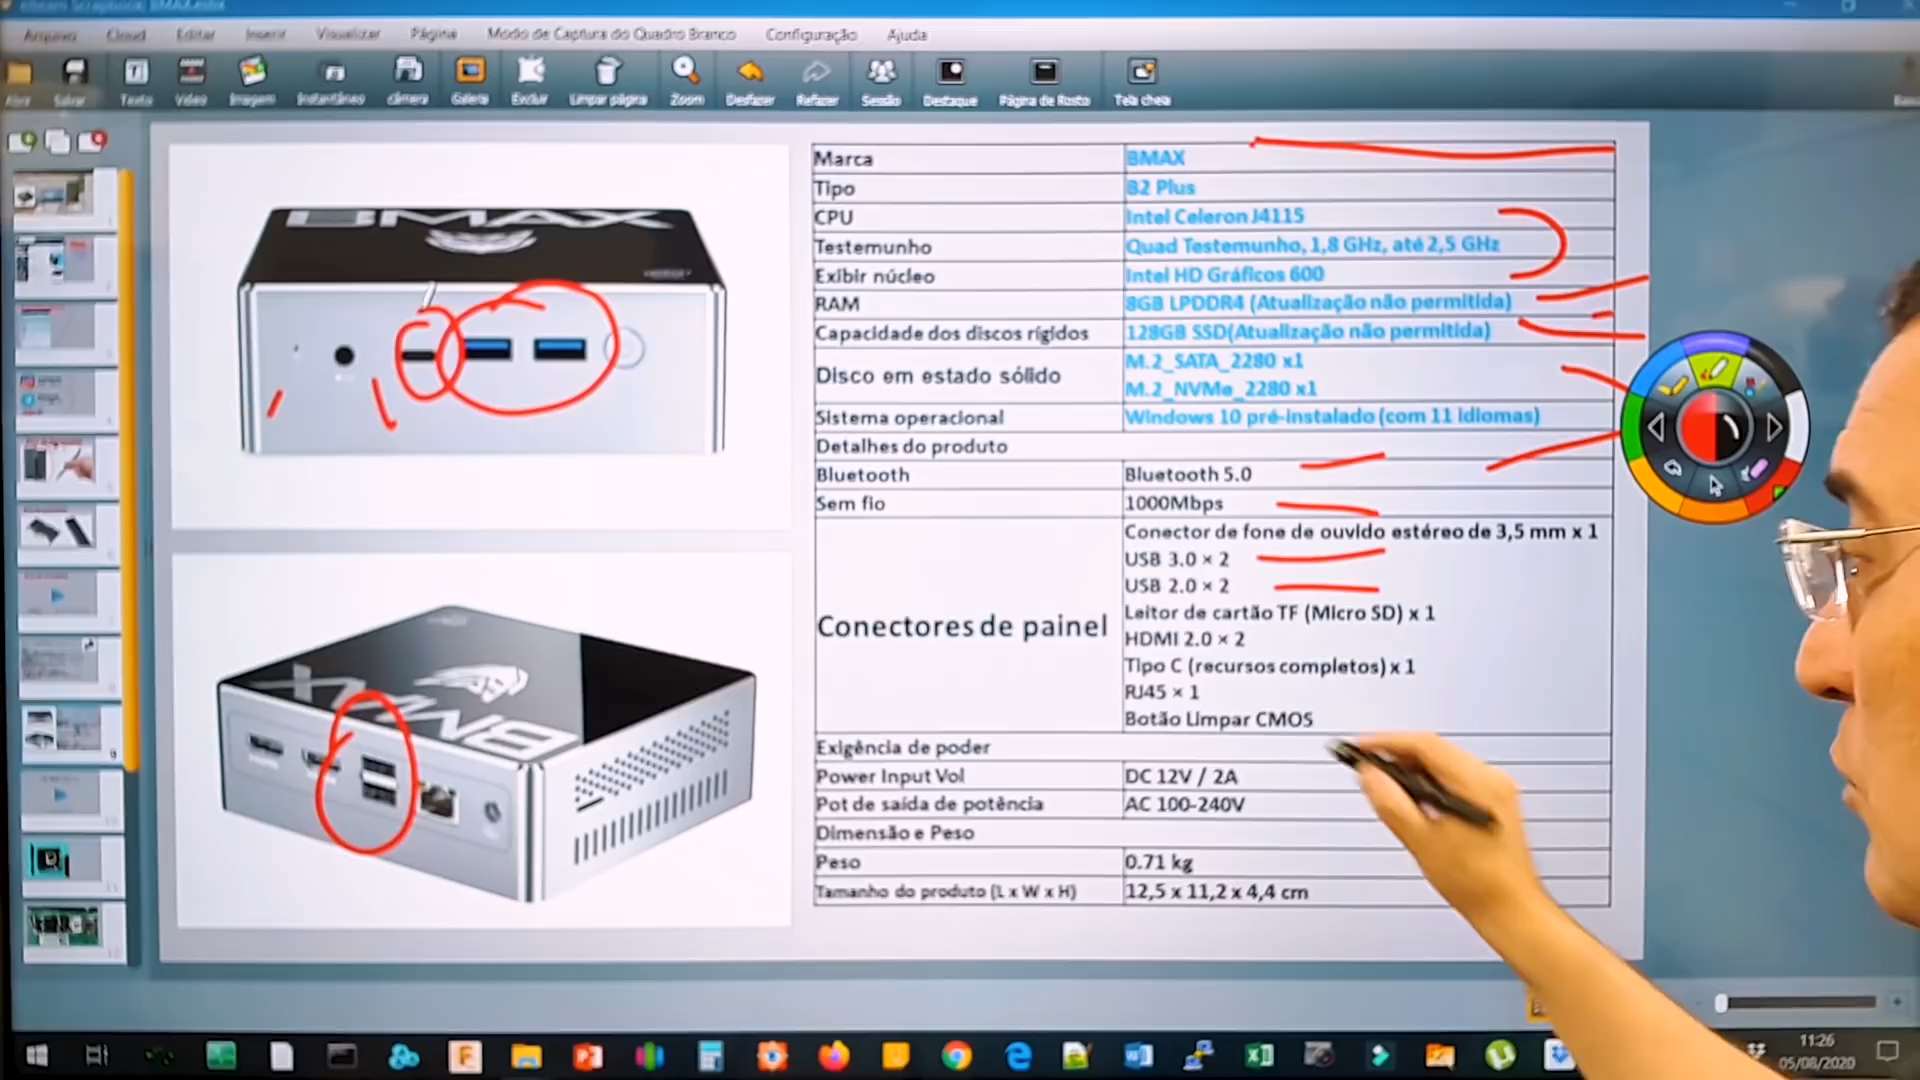 eBeam Scrapbook: BMAX.esbx
Arquivo Cloud Editar Inserir Visualizar Página Modo de Captura do Quadro Branco Configuração Ajuda
Abrir Salvar Texto Vídeo Imagem Instantâneo câmera Galeria Excluir Limpar página Zoom Desfazer Refazer Sessão Destaque Página de Rosto Tela cheia
BMAX
Marca BMAX
Tipo B2 Plus
CPU Intel Celeron J4115
Testemunho Quad Testemunho, 1,8 GHz, até 2,5 GHz
Exibir núcleo Intel HD Gráficos 600
RAM 8GB LPDDR4 (Atualização não permitida)
Capacidade dos discos rígidos 128GB SSD(Atualização não permitida)
Disco em estado sólido M.2_SATA_2280 x1
M.2_NVMe_2280 x1
Sistema operacional Windows 10 pré-instalado (com 11 idiomas)
Detalhes do produto
Bluetooth Bluetooth 5.0
Sem fio 1000Mbps
Conectores de painel Conector de fone de ouvido estéreo de 3,5 mm x 1
USB 3.0 × 2
USB 2.0 × 2
Leitor de cartão TF (Micro SD) x 1
HDMI 2.0 × 2
Tipo C (recursos completos) x 1
RJ45 × 1
Botão Limpar CMOS
Exigência de poder
Power Input Vol DC 12V / 2A
Pot de saída de potência AC 100-240V
Dimensão e Peso
Peso 0.71 kg
Tamanho do produto (L x W x H) 12,5 x 11,2 x 4,4 cm
BMAX
11:26
05/08/2020